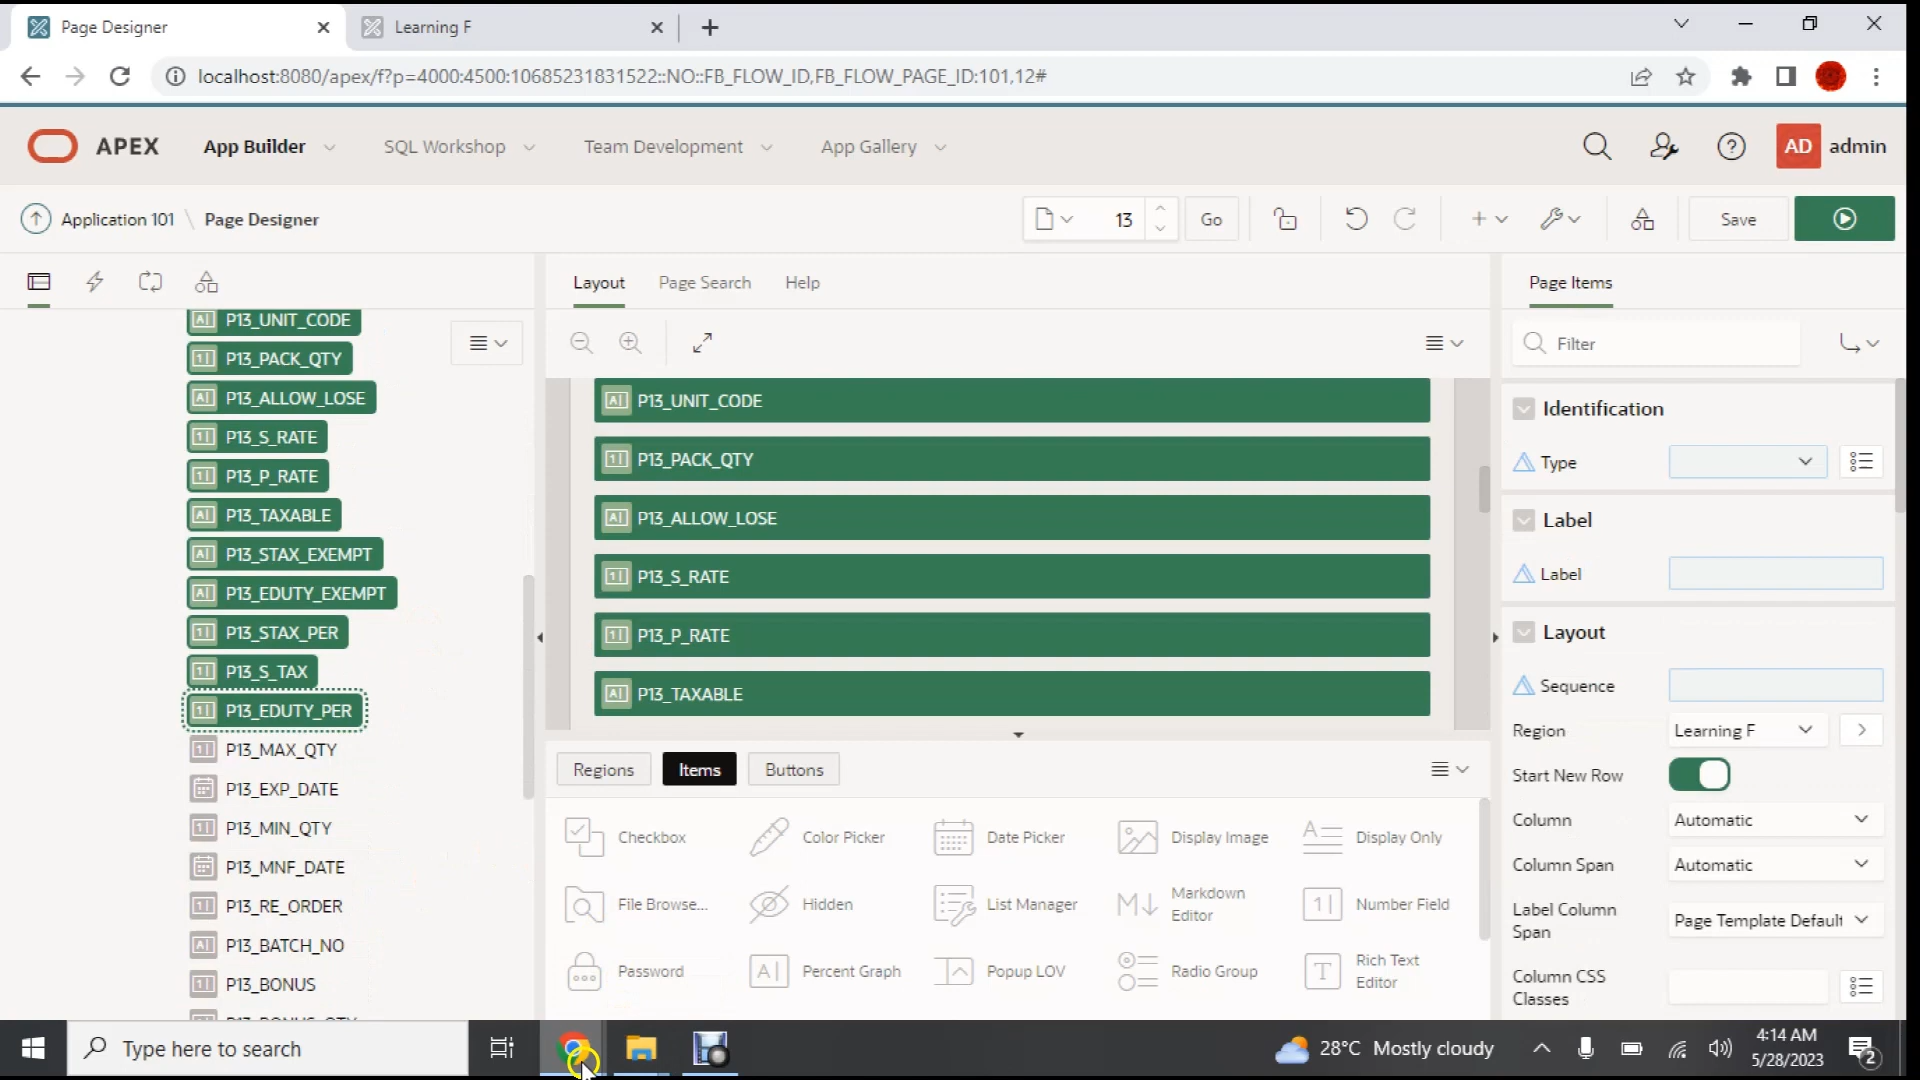 Page Designer
Learning F
localhost:8080/apex/f?p=4000:4500:10685231831522::NO::FB_FLOW_ID,FB_FLOW_PAGE_ID:101,12#
APEX
App Builder
SQL Workshop
Team Development
App Gallery
AD
admin
Application 101 \ Page Designer
13
Go
Save
Layout
Page Search
Help
Page Items
P13_UNIT_CODE
P13_PACK_QTY
P13_ALLOW_LOSE
P13_S_RATE
P13_P_RATE
P13_TAXABLE
P13_STAX_EXEMPT
P13_EDUTY_EXEMPT
P13_STAX_PER
P13_S_TAX
P13_EDUTY_PER
P13_MAX_QTY
P13_EXP_DATE
P13_MIN_QTY
P13_MNF_DATE
P13_RE_ORDER
P13_BATCH_NO
P13_BONUS
P13_BONUS_QTY
P13_UNIT_CODE
P13_PACK_QTY
P13_ALLOW_LOSE
P13_S_RATE
P13_P_RATE
P13_TAXABLE
Regions
Items
Buttons
Checkbox
Color Picker
Date Picker
Display Image
Display Only
File Browse...
Hidden
List Manager
Markdown
Editor
Number Field
Password
Percent Graph
Popup LOV
Radio Group
Rich Text
Editor
Filter
Identification
Type
Label
Label
Layout
Sequence
Region
Learning F
Start New Row
Column
Automatic
Column Span
Automatic
Label Column
Span
Page Template Default
Column CSS
Classes
Type here to search
28°C Mostly cloudy
4:14 AM
5/28/2023
2